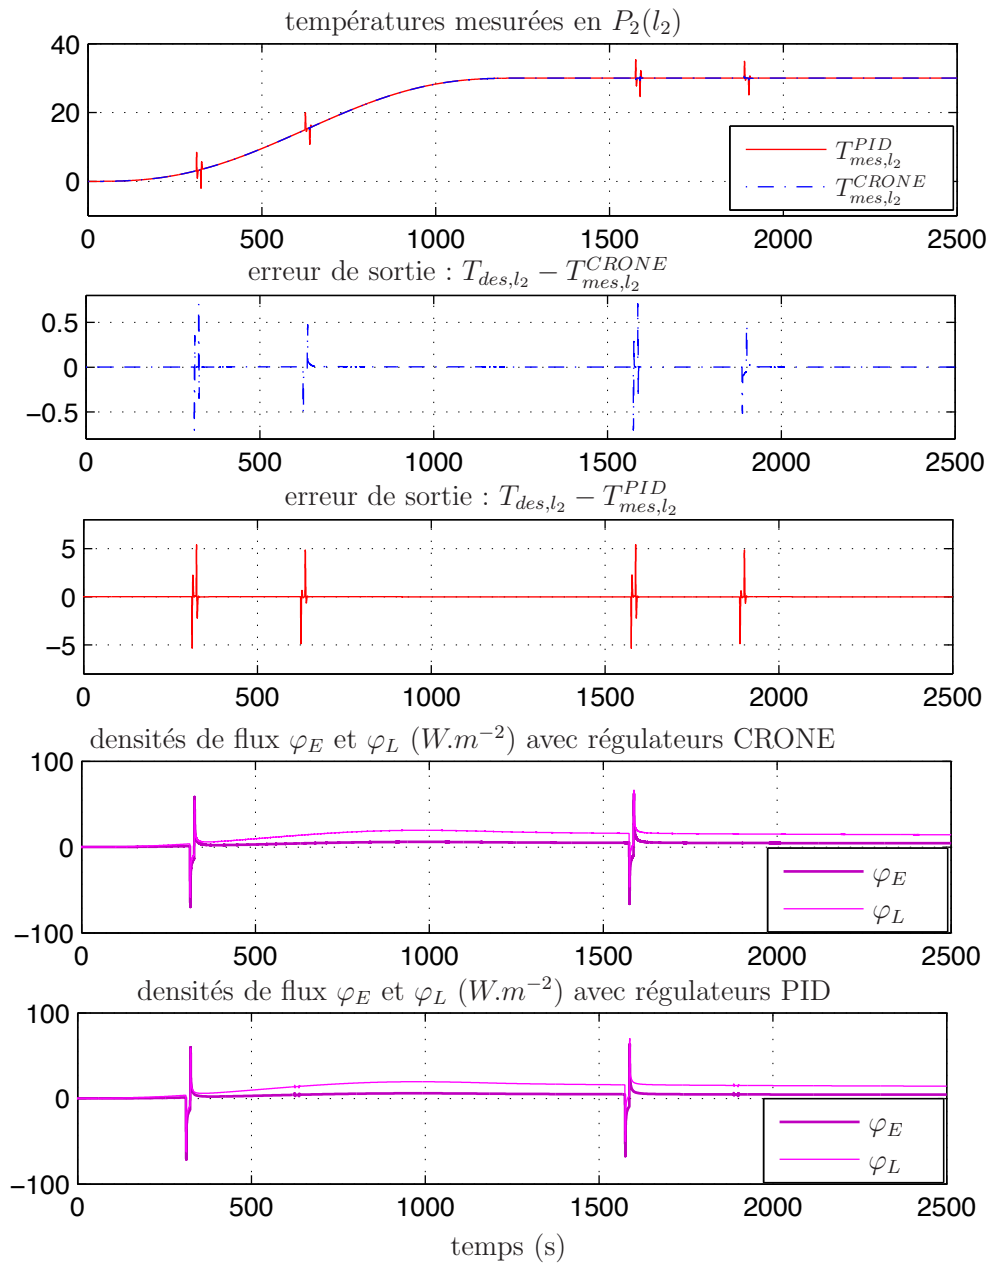 températures mesurées en P₂(l₂)
40
20
0
T^{PID}_{mes,l₂}
T^{CRONE}_{mes,l₂}
0 500 1000 1500 2000 2500
erreur de sortie : T_{des,l₂} − T^{CRONE}_{mes,l₂}
0.5
0
−0.5
0 500 1000 1500 2000 2500
erreur de sortie : T_{des,l₂} − T^{PID}_{mes,l₂}
5
0
−5
0 500 1000 1500 2000 2500
densités de flux φ_E et φ_L (W.m⁻²) avec régulateurs CRONE
100
0
−100
φ_E
φ_L
0 500 1000 1500 2000 2500
densités de flux φ_E et φ_L (W.m⁻²) avec régulateurs PID
100
0
−100
φ_E
φ_L
0 500 1000 1500 2000 2500
temps (s)